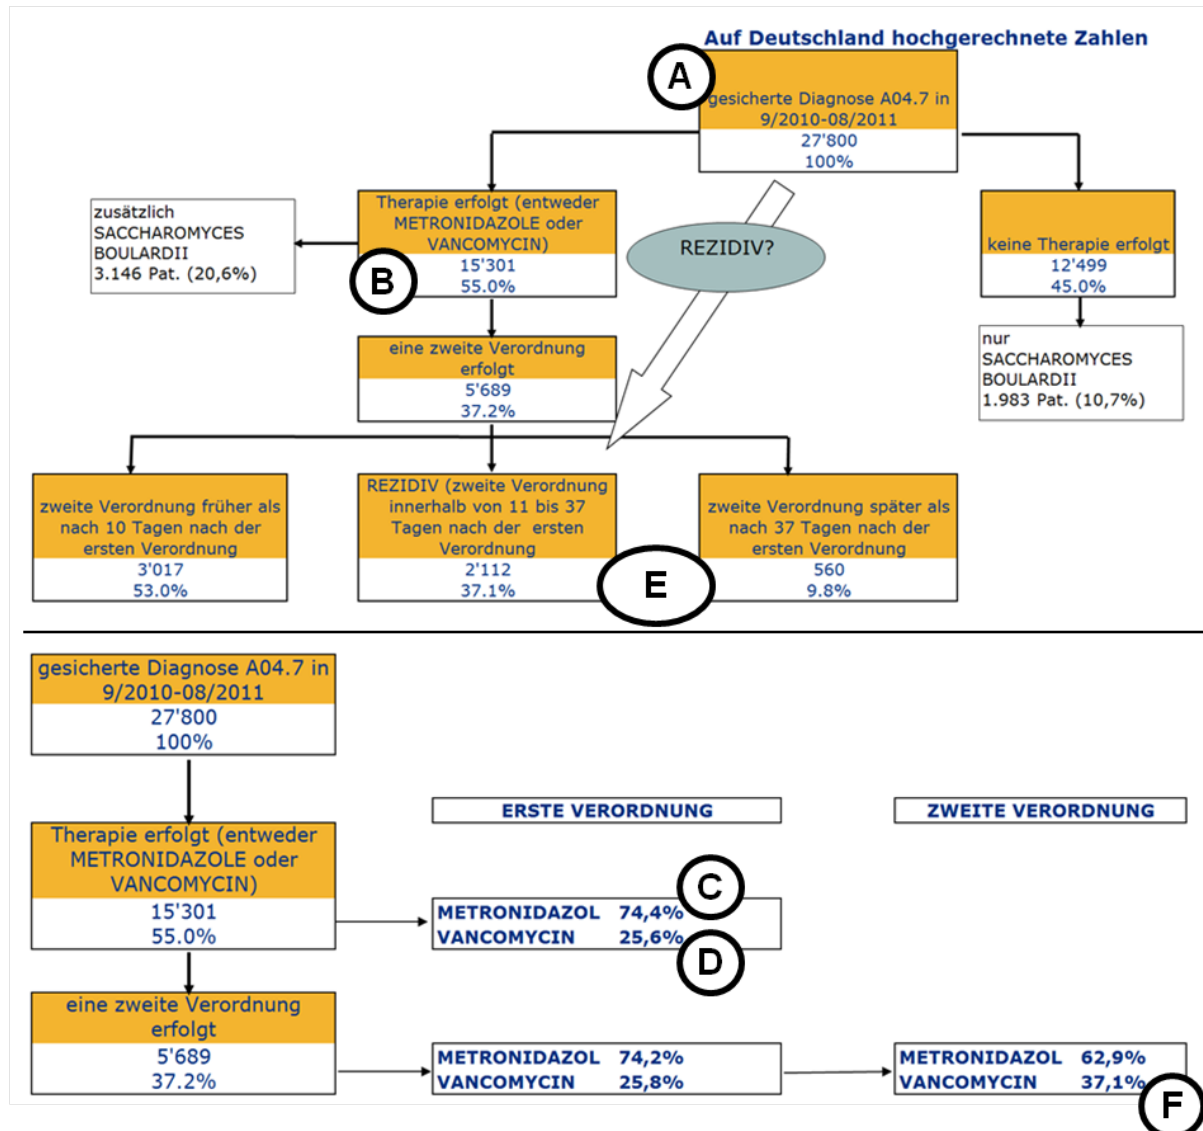 Auf Deutschland hochgerechnete Zahlen
A
gesicherte Diagnose A04.7 in
9/2010-08/2011
27'800
100%
zusätzlich
SACCHAROMYCES
BOULARDII
3.146 Pat. (20,6%)
Therapie erfolgt (entweder
METRONIDAZOLE oder
VANCOMYCIN)
15'301
55.0%
B
REZIDIV?
keine Therapie erfolgt
12'499
45.0%
nur
SACCHAROMYCES
BOULARDII
1.983 Pat. (10,7%)
eine zweite Verordnung
erfolgt
5'689
37.2%
zweite Verordnung früher als
nach 10 Tagen nach der
ersten Verordnung
3'017
53.0%
REZIDIV (zweite Verordnung
innerhalb von 11 bis 37
Tagen nach der ersten
Verordnung
2'112
37.1%
E
zweite Verordnung später als
nach 37 Tagen nach der
ersten Verordnung
560
9.8%
gesicherte Diagnose A04.7 in
9/2010-08/2011
27'800
100%
ERSTE VERORDNUNG
ZWEITE VERORDNUNG
Therapie erfolgt (entweder
METRONIDAZOLE oder
VANCOMYCIN)
15'301
55.0%
C
METRONIDAZOL 74,4%
VANCOMYCIN 25,6%
D
eine zweite Verordnung
erfolgt
5'689
37.2%
METRONIDAZOL 74,2%
VANCOMYCIN 25,8%
METRONIDAZOL 62,9%
VANCOMYCIN 37,1%
F